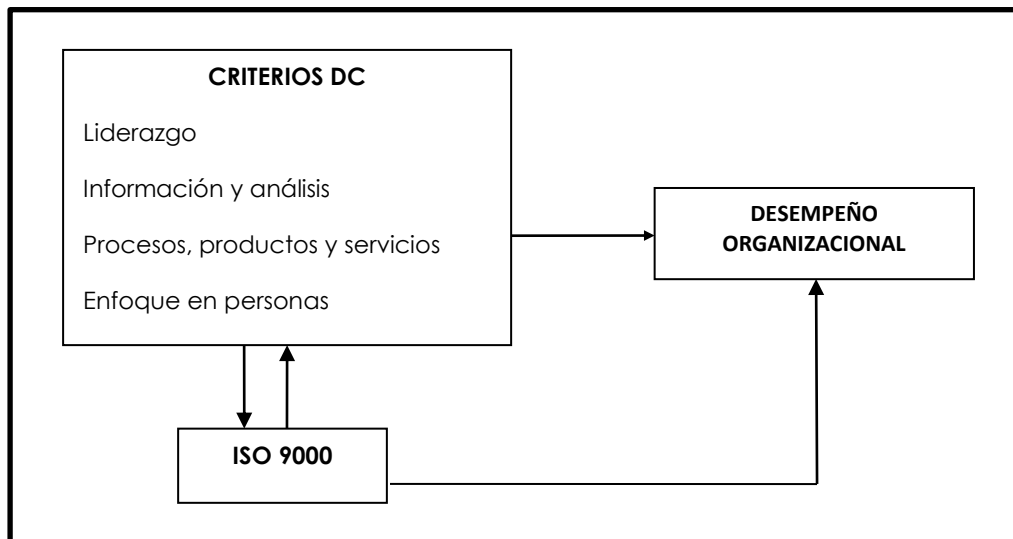 CRITERIOS DC
Liderazgo
Información y análisis
Procesos, productos y servicios
Enfoque en personas
DESEMPEÑO
ORGANIZACIONAL
ISO 9000